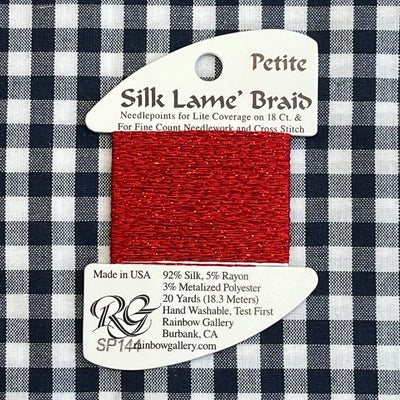 Petite
Silk Lame' Braid
Needlepoints for Lite Coverage on 18 Ct. &
For Fine Count Needlework and Cross Stitch
Made in USA
92% Silk, 5% Rayon
3% Metalized Polyester
20 Yards (18.3 Meters)
Hand Washable, Test First
Rainbow Gallery
Burbank, CA
RG
SP144
rainbowgallery.com